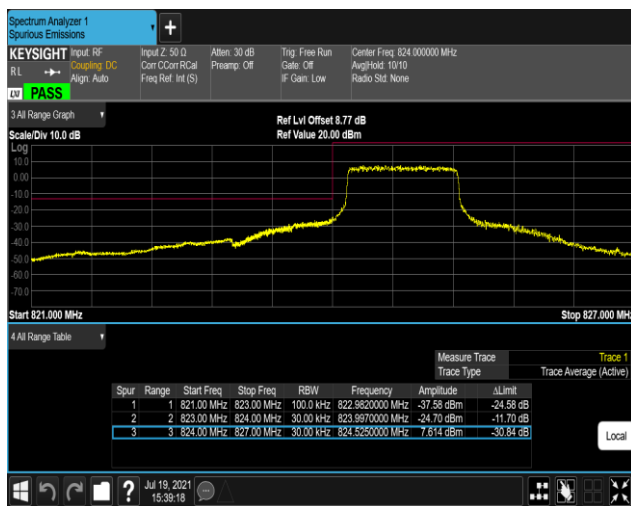 Spectrum Analyzer 1
Spurious Emissions
KEYSIGHT Input: RF Input Z: 50 Ω Atten: 30 dB Trig: Free Run Center Freq: 824.000000 MHz
RL Coupling: DC Corr CCorr RCal Preamp: Off Gate: Off Avg|Hold: 10/10
Align: Auto Freq Ref: Int (S) IF Gain: Low Radio Std: None
LXI PASS
3 All Range Graph
Ref Lvl Offset 8.77 dB
Scale/Div 10.0 dB Ref Value 20.00 dBm
Log
10.0
0.00
-10.0
-20.0
-30.0
-40.0
-50.0
-60.0
-70.0
Start 821.000 MHz Stop 827.000 MHz
4 All Range Table
Measure Trace Trace 1
Trace Type Trace Average (Active)
Spur Range Start Freq Stop Freq RBW Frequency Amplitude ΔLimit
1 1 821.00 MHz 823.00 MHz 100.0 kHz 822.9820000 MHz -37.58 dBm -24.58 dB
2 2 823.00 MHz 824.00 MHz 30.00 kHz 823.9970000 MHz -24.70 dBm -11.70 dB
3 3 824.00 MHz 827.00 MHz 30.00 kHz 824.5250000 MHz 7.614 dBm -30.84 dB
Local
? Jul 19, 2021
15:39:18